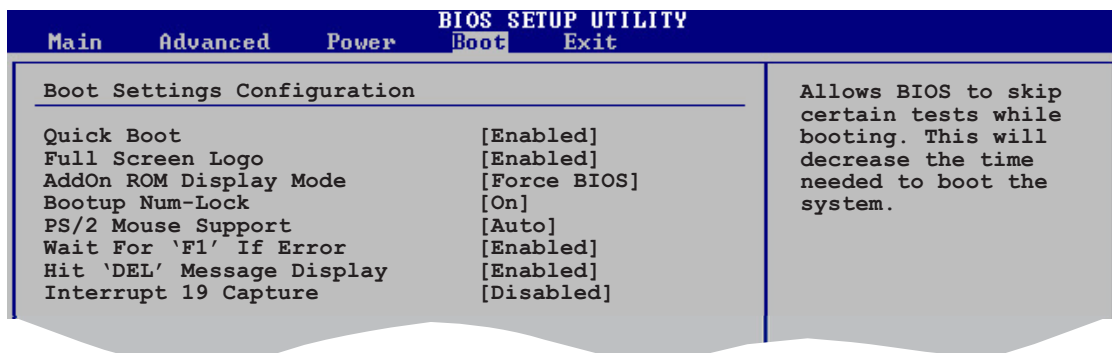 BIOS SETUP UTILITY
Main Advanced Power Boot Exit
Boot Settings Configuration
Quick Boot [Enabled]
Full Screen Logo [Enabled]
AddOn ROM Display Mode [Force BIOS]
Bootup Num-Lock [On]
PS/2 Mouse Support [Auto]
Wait For ‘F1’ If Error [Enabled]
Hit ‘DEL’ Message Display [Enabled]
Interrupt 19 Capture [Disabled]
Allows BIOS to skip
certain tests while
booting. This will
decrease the time
needed to boot the
system.